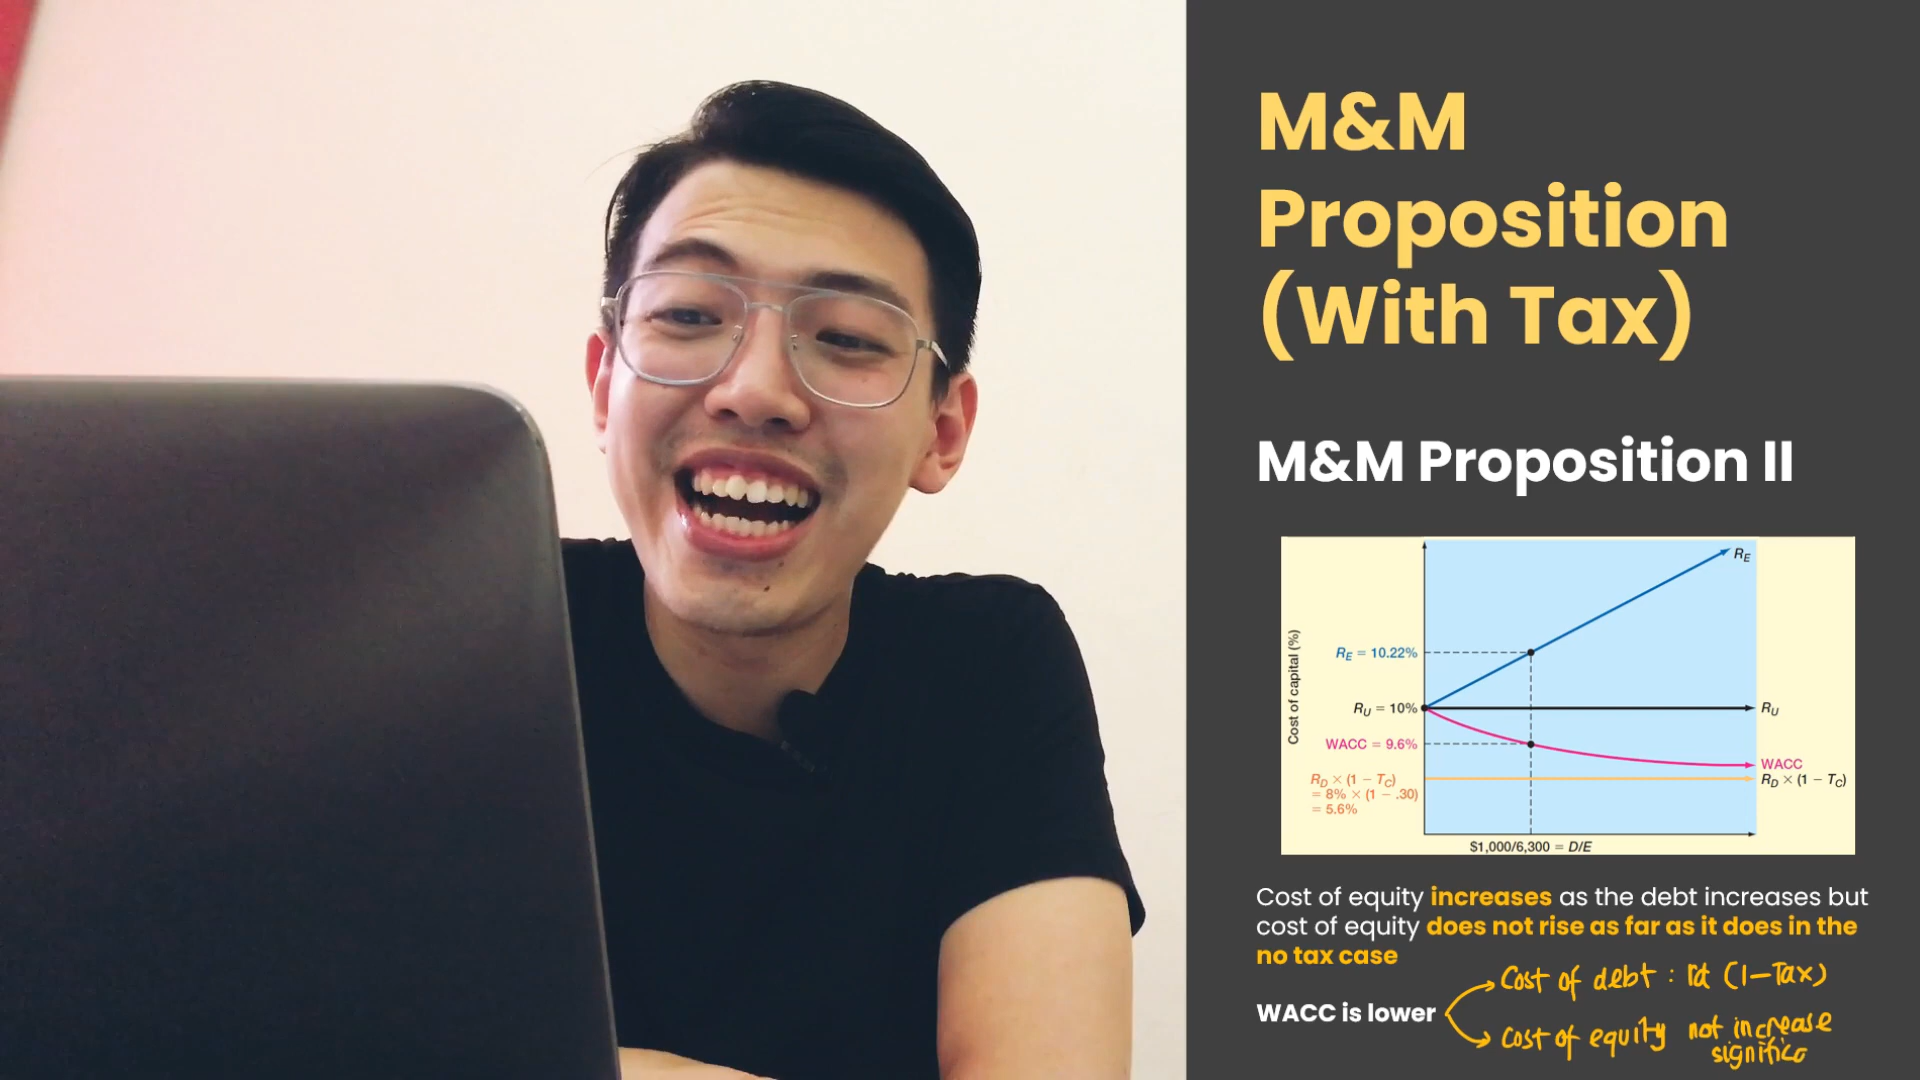 M&M
Proposition
(With Tax)
M&M Proposition II
Cost of capital (%)
R_E
R_E = 10.22%
R_U = 10%
R_U
WACC = 9.6%
WACC
R_D × (1 − T_C)
= 8% × (1 − .30)
= 5.6%
R_D × (1 − T_C)
$1,000/6,300 = D/E
Cost of equity increases as the debt increases but
cost of equity does not rise as far as it does in the
no tax case
Cost of debt : rd (1-Tax)
WACC is lower
Cost of equity not increase
significa